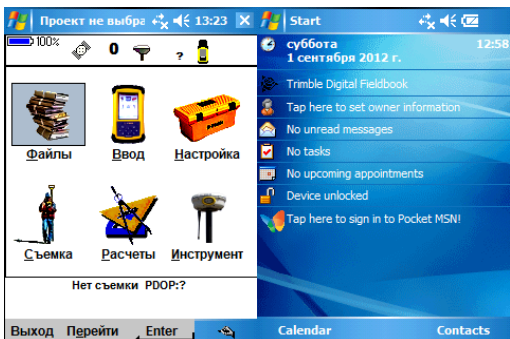 Проект не выбра 13:23
100%
0
?
Файлы Ввод Настройка
Съемка Расчеты Инструмент
Нет съемки PDOP:?
Выход Перейти Enter
Start
суббота 12:58
1 сентября 2012 г.
Trimble Digital Fieldbook
Tap here to set owner information
No unread messages
No tasks
No upcoming appointments
Device unlocked
Tap here to sign in to Pocket MSN!
Calendar Contacts